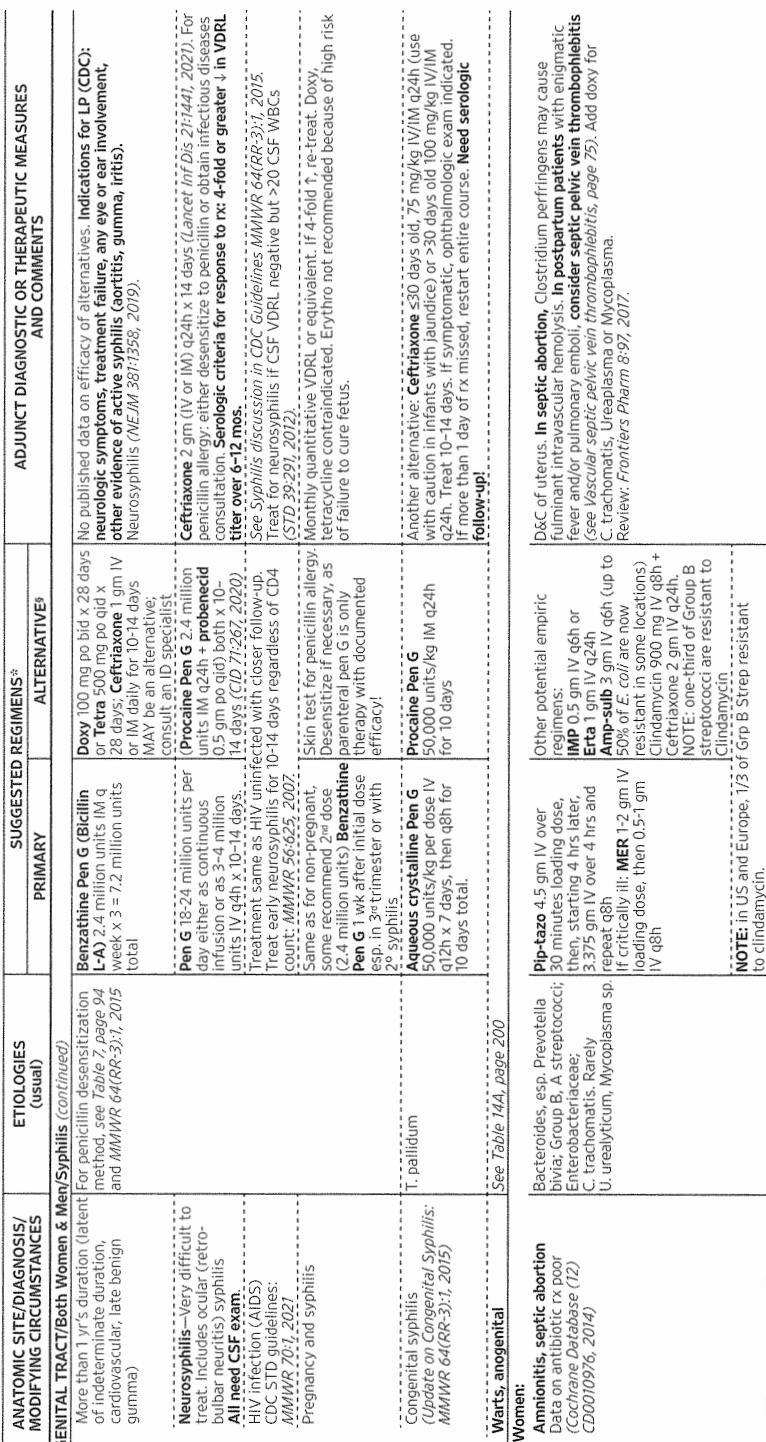 ANATOMIC SITE/DIAGNOSIS/
MODIFYING CIRCUMSTANCES
ETIOLOGIES
(usual)
SUGGESTED REGIMENS*
PRIMARY
ALTERNATIVE§
ADJUNCT DIAGNOSTIC OR THERAPEUTIC MEASURES
AND COMMENTS
GENITAL TRACT/Both Women & Men/Syphilis (continued)
More than 1 yr's duration (latent
of indeterminate duration,
cardiovascular, late benign
gumma)
For penicillin desensitization
method, see Table 7, page 94
and MMWR 64(RR-3):1, 2015
Benzathine Pen G (Bicillin
L-A) 2.4 million units IM q
week x 3 = 7.2 million units
total
Doxy 100 mg po bid x 28 days
or Tetra 500 mg po qid x
28 days; Ceftriaxone 1 gm IV
or IM daily for 10-14 days
MAY be an alternative;
consult an ID specialist
No published data on efficacy of alternatives. Indications for LP (CDC):
neurologic symptoms, treatment failure, any eye or ear involvement,
other evidence of active syphilis (aortitis, gumma, iritis).
Neurosyphilis (NEJM 381:1358, 2019).
Neurosyphilis—Very difficult to
treat. Includes ocular (retro-
bulbar neuritis) syphilis
All need CSF exam.
Pen G 18-24 million units per
day either as continuous
infusion or as 3-4 million
units IV q4h x 10-14 days.
(Procaine Pen G 2.4 million
units IM q24h + probenecid
0.5 gm po qid) both x 10-
14 days (CID 71:267, 2020)
Ceftriaxone 2 gm (IV or IM) q24h x 14 days (Lancet Inf Dis 21:1441, 2021). For
penicillin allergy: either desensitize to penicillin or obtain infectious diseases
consultation. Serologic criteria for response to rx: 4-fold or greater ↓ in VDRL
titer over 6-12 mos.
HIV infection (AIDS)
CDC STD guidelines:
MMWR 70:1, 2021
Treatment same as HIV uninfected with closer follow-up.
Treat early neurosyphilis for 10-14 days regardless of CD4
count: MMWR 56:625, 2007.
See Syphilis discussion in CDC Guidelines MMWR 64(RR-3):1, 2015.
Treat for neurosyphilis if CSF VDRL negative but >20 CSF WBCs
(STD 39:291, 2012).
Pregnancy and syphilis
Same as for non-pregnant,
some recommend 2nd dose
(2.4 million units) Benzathine
Pen G 1 wk after initial dose
esp. in 3rd trimester or with
2° syphilis
Skin test for penicillin allergy.
Desensitize if necessary, as
parenteral pen G is only
therapy with documented
efficacy!
Monthly quantitative VDRL or equivalent. If 4-fold ↑, re-treat. Doxy,
tetracycline contraindicated. Erythro not recommended because of high risk
of failure to cure fetus.
Congenital syphilis
(Update on Congenital Syphilis:
MMWR 64(RR-3):1, 2015)
T. pallidum
Aqueous crystalline Pen G
50,000 units/kg per dose IV
q12h x 7 days, then q8h for
10 days total.
Procaine Pen G
50,000 units/kg IM q24h
for 10 days
Another alternative: Ceftriaxone ≤30 days old, 75 mg/kg IV/IM q24h (use
with caution in infants with jaundice) or >30 days old 100 mg/kg IV/IM
q24h. Treat 10-14 days. If symptomatic, ophthalmologic exam indicated.
If more than 1 day of rx missed, restart entire course. Need serologic
follow-up!
Warts, anogenital
See Table 14A, page 200
Women:
Amnionitis, septic abortion
Data on antibiotic rx poor
(Cochrane Database (12)
CD0010976, 2014)
Bacteroides, esp. Prevotella
bivia; Group B, A streptococci;
Enterobacteriaceae;
C. trachomatis. Rarely
U. urealyticum, Mycoplasma sp.
Pip-tazo 4.5 gm IV over
30 minutes loading dose,
then, starting 4 hrs later,
3.375 gm IV over 4 hrs and
repeat q8h
If critically ill: MER 1-2 gm IV
loading dose, then 0.5-1 gm
IV q8h
Other potential empiric
regimens:
IMP 0.5 gm IV q6h or
Erta 1 gm IV q24h
Amp-sulb 3 gm IV q6h (up to
50% of E. coli are now
resistant in some locations)
Clindamycin 900 mg IV q8h +
Ceftriaxone 2 gm IV q24h.
NOTE: one-third of Group B
streptococci are resistant to
Clindamycin
D&C of uterus. In septic abortion, Clostridium perfringens may cause
fulminant intravascular hemolysis. In postpartum patients with enigmatic
fever and/or pulmonary emboli, consider septic pelvic vein thrombophlebitis
(see Vascular septic pelvic vein thrombophlebitis, page 75). Add doxy for
C. trachomatis, Ureaplasma or Mycoplasma.
Review: Frontiers Pharm 8:97, 2017.
NOTE: in US and Europe, 1/3 of Grp B Strep resistant
to clindamycin.